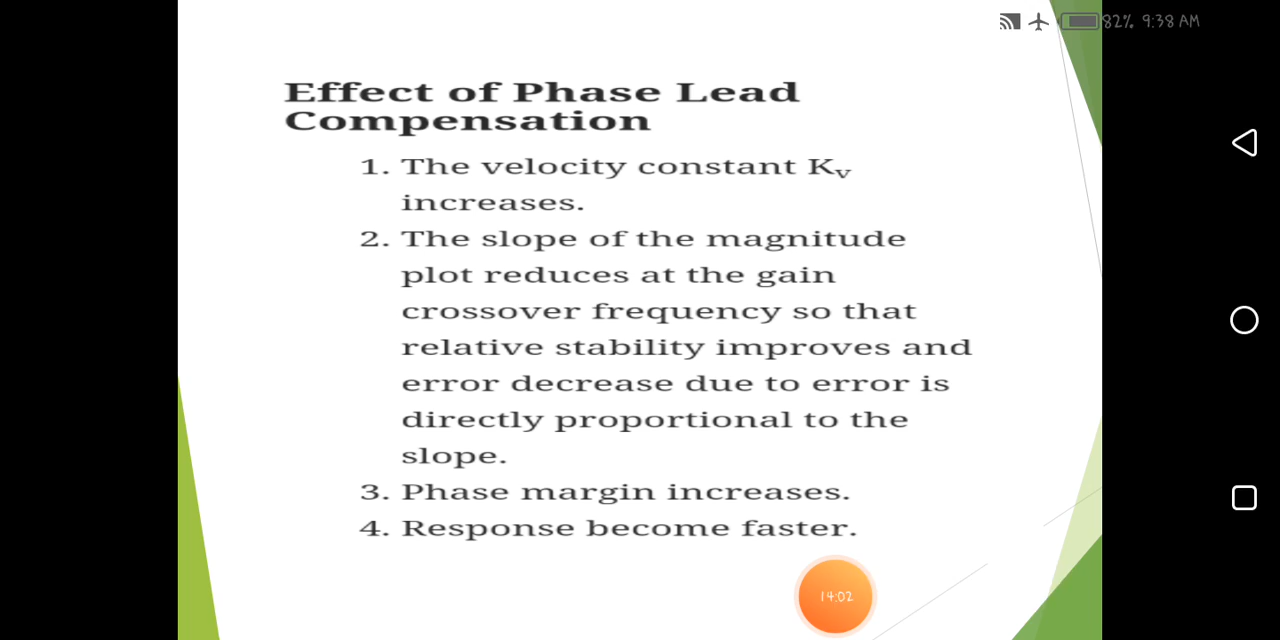 82% 9:38 AM
Effect of Phase Lead
Compensation
1. The velocity constant Kv
increases.
2. The slope of the magnitude
plot reduces at the gain
crossover frequency so that
relative stability improves and
error decrease due to error is
directly proportional to the
slope.
3. Phase margin increases.
4. Response become faster.
14:02